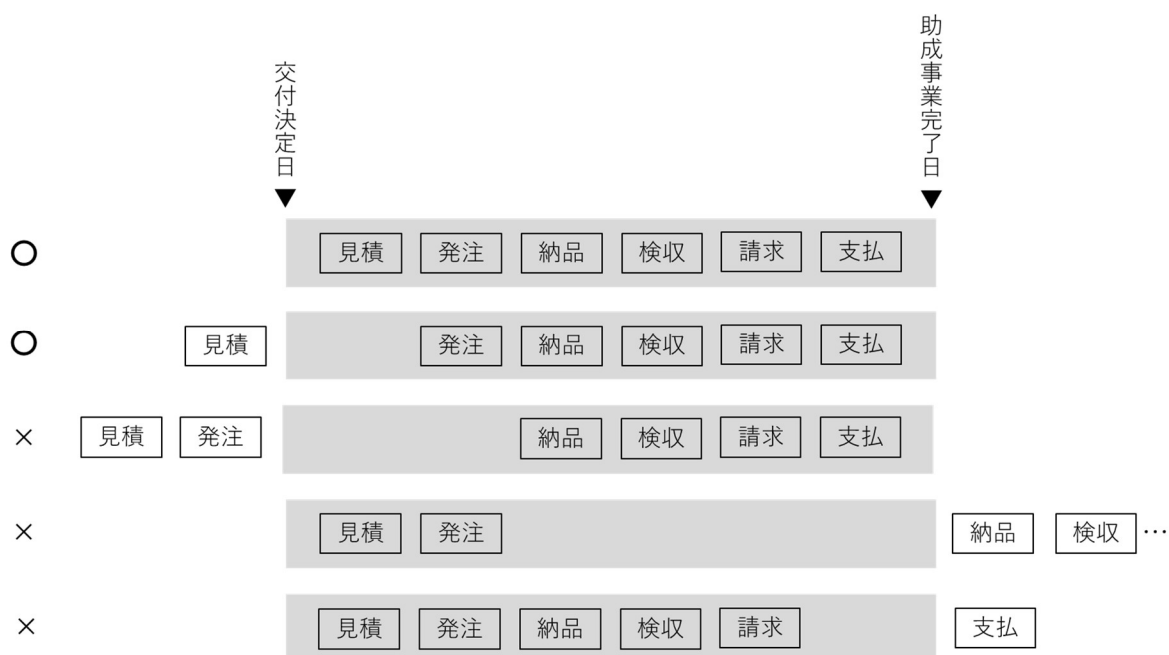 助成事業完了日
交付決定日
▼ ▼
○ 見積 発注 納品 検収 請求 支払
○ 見積 発注 納品 検収 請求 支払
× 見積 発注 納品 検収 請求 支払
× 見積 発注 納品 検収 …
× 見積 発注 納品 検収 請求 支払